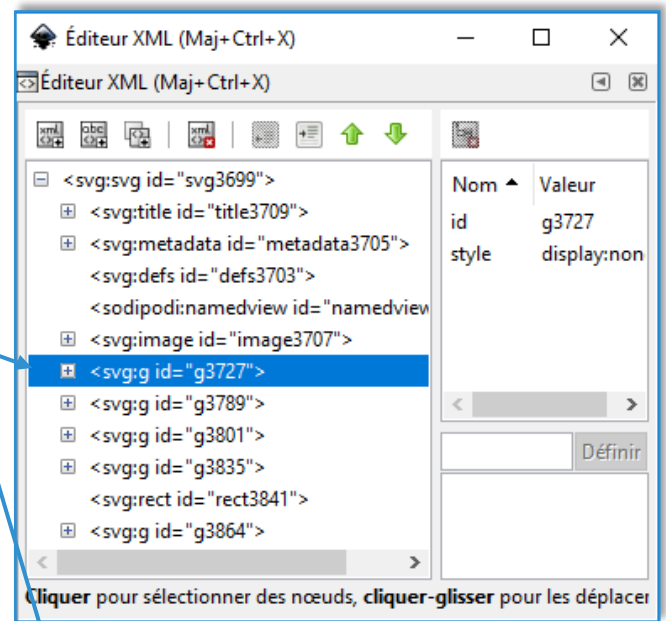 Éditeur XML (Maj+Ctrl+X)
Éditeur XML (Maj+Ctrl+X)
<svg:svg id="svg3699">
<svg:title id="title3709">
<svg:metadata id="metadata3705">
<svg:defs id="defs3703">
<sodipodi:namedview id="namedview
<svg:image id="image3707">
<svg:g id="g3727">
<svg:g id="g3789">
<svg:g id="g3801">
<svg:g id="g3835">
<svg:rect id="rect3841">
<svg:g id="g3864">
Nom Valeur
id g3727
style display:non
Définir
Cliquer pour sélectionner des nœuds, cliquer-glisser pour les déplacer